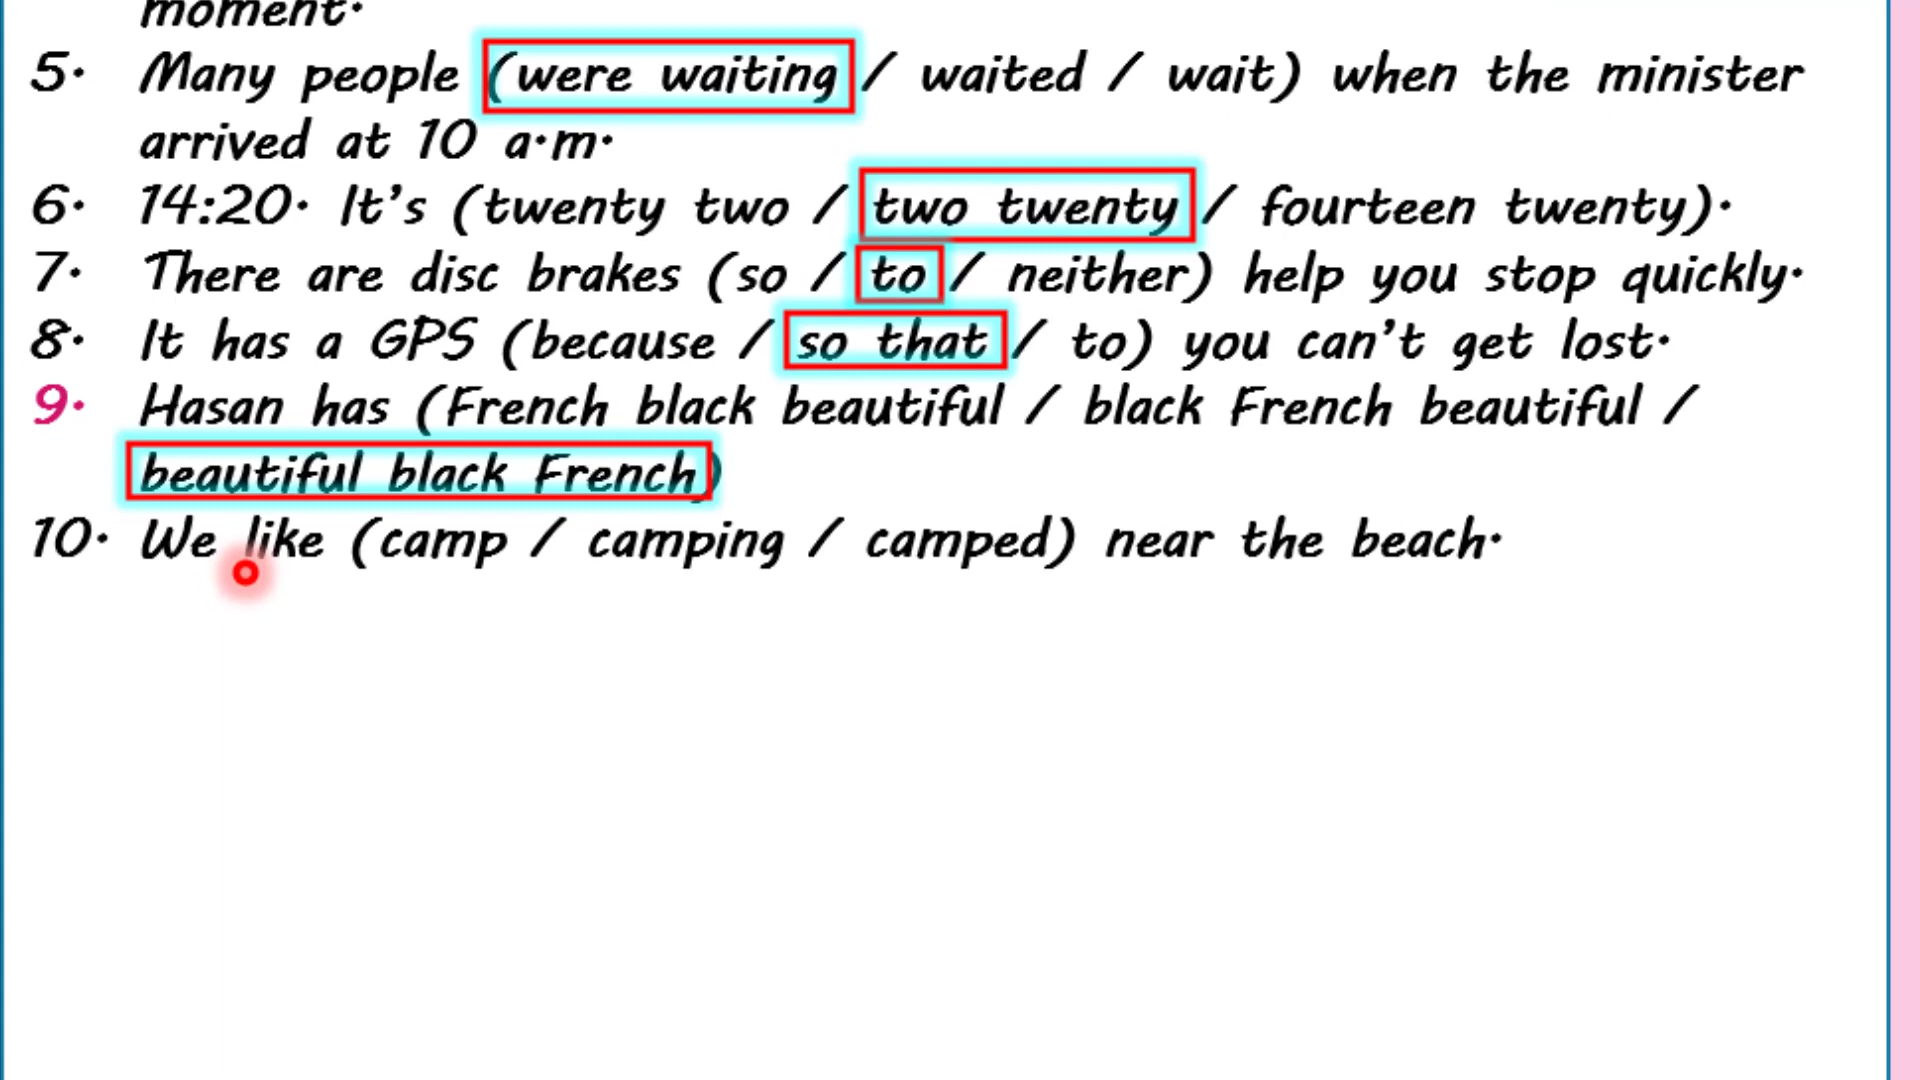 moment.
5. Many people (were waiting / waited / wait) when the minister
arrived at 10 a.m.
6. 14:20. It's (twenty two / two twenty / fourteen twenty).
7. There are disc brakes (so / to / neither) help you stop quickly.
8. It has a GPS (because / so that / to) you can't get lost.
9. Hasan has (French black beautiful / black French beautiful /
beautiful black French)
10. We like (camp / camping / camped) near the beach.